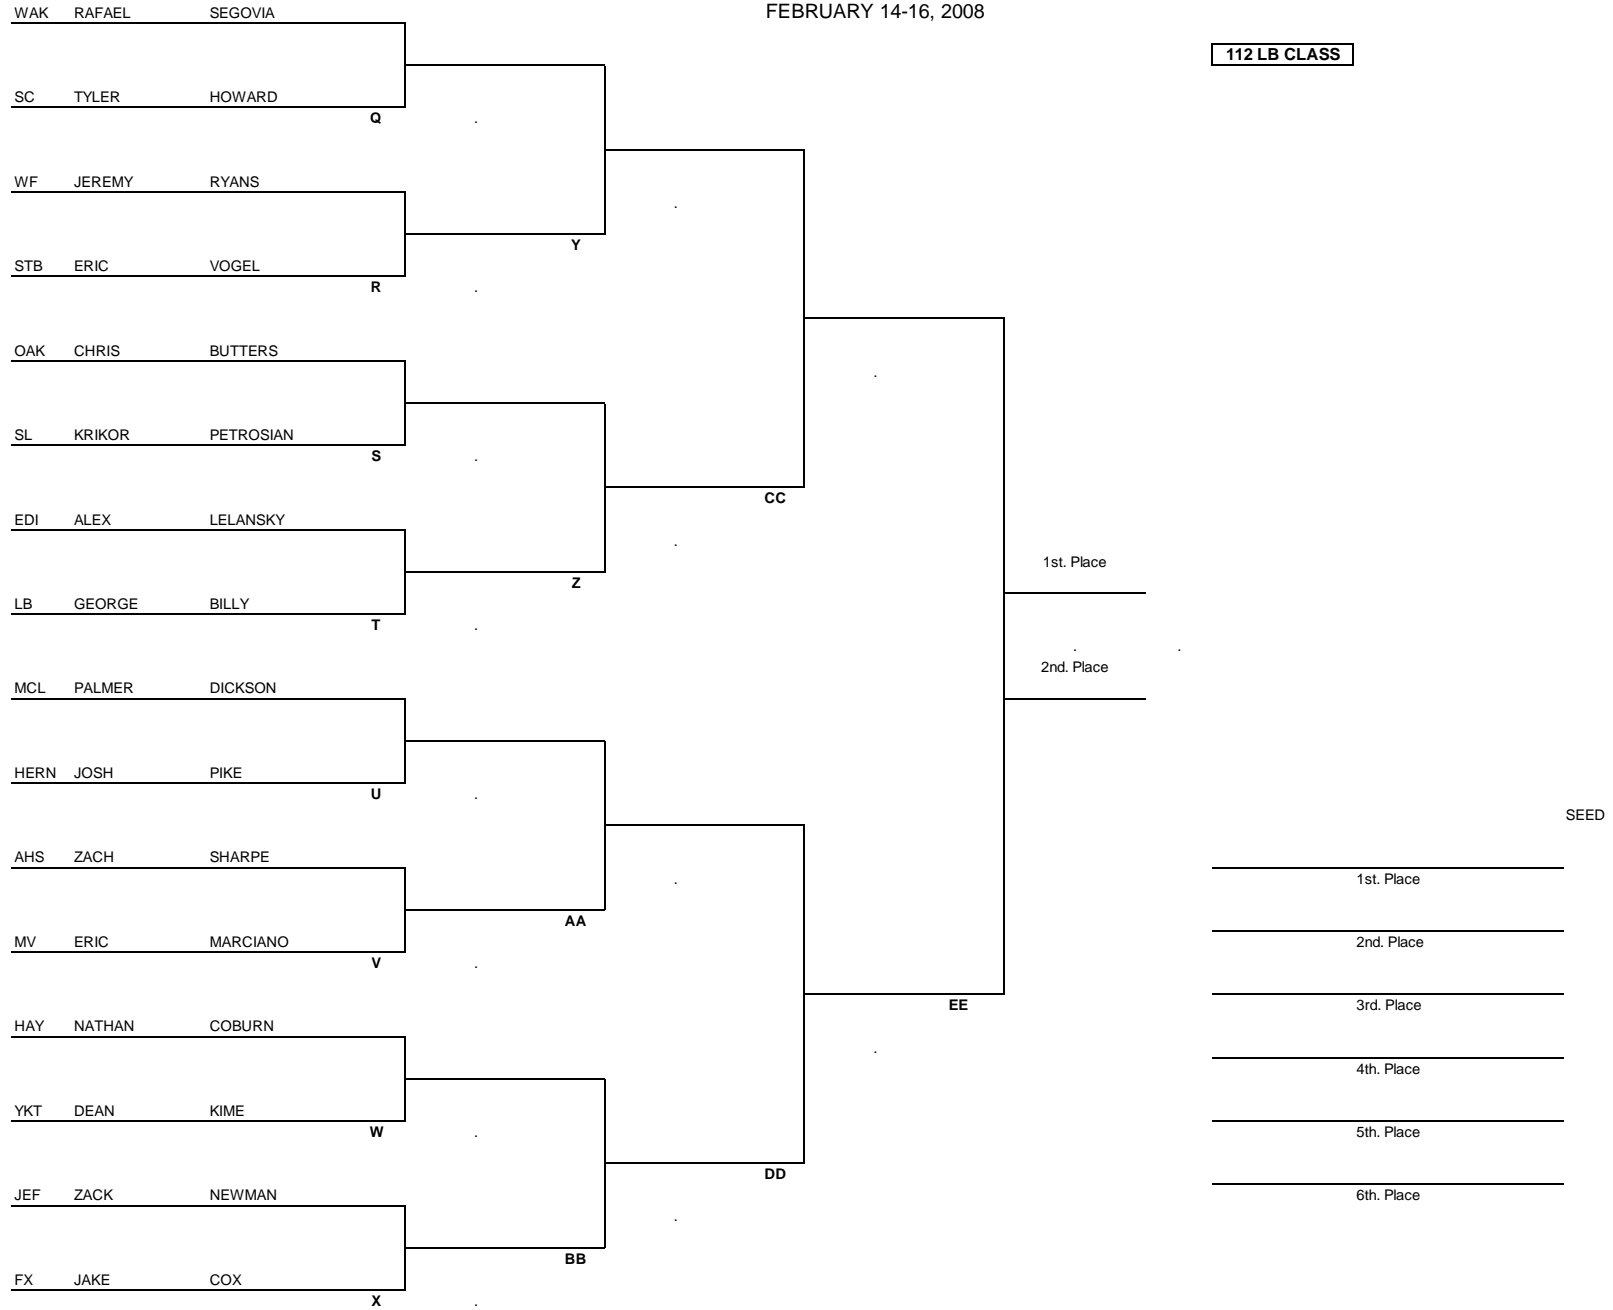 WAK RAFAEL SEGOVIA
FEBRUARY 14-16, 2008
112 LB CLASS
SC TYLER HOWARD
Q
WF JEREMY RYANS
Y
STB ERIC VOGEL
R
OAK CHRIS BUTTERS
SL KRIKOR PETROSIAN
S
CC
EDI ALEX LELANSKY
1st. Place
Z
LB GEORGE BILLY
T
2nd. Place
MCL PALMER DICKSON
HERN JOSH PIKE
U
SEED
AHS ZACH SHARPE
1st. Place
AA
MV ERIC MARCIANO
2nd. Place
V
EE
3rd. Place
HAY NATHAN COBURN
4th. Place
YKT DEAN KIME
W
5th. Place
DD
JEF ZACK NEWMAN
6th. Place
BB
FX JAKE COX
X